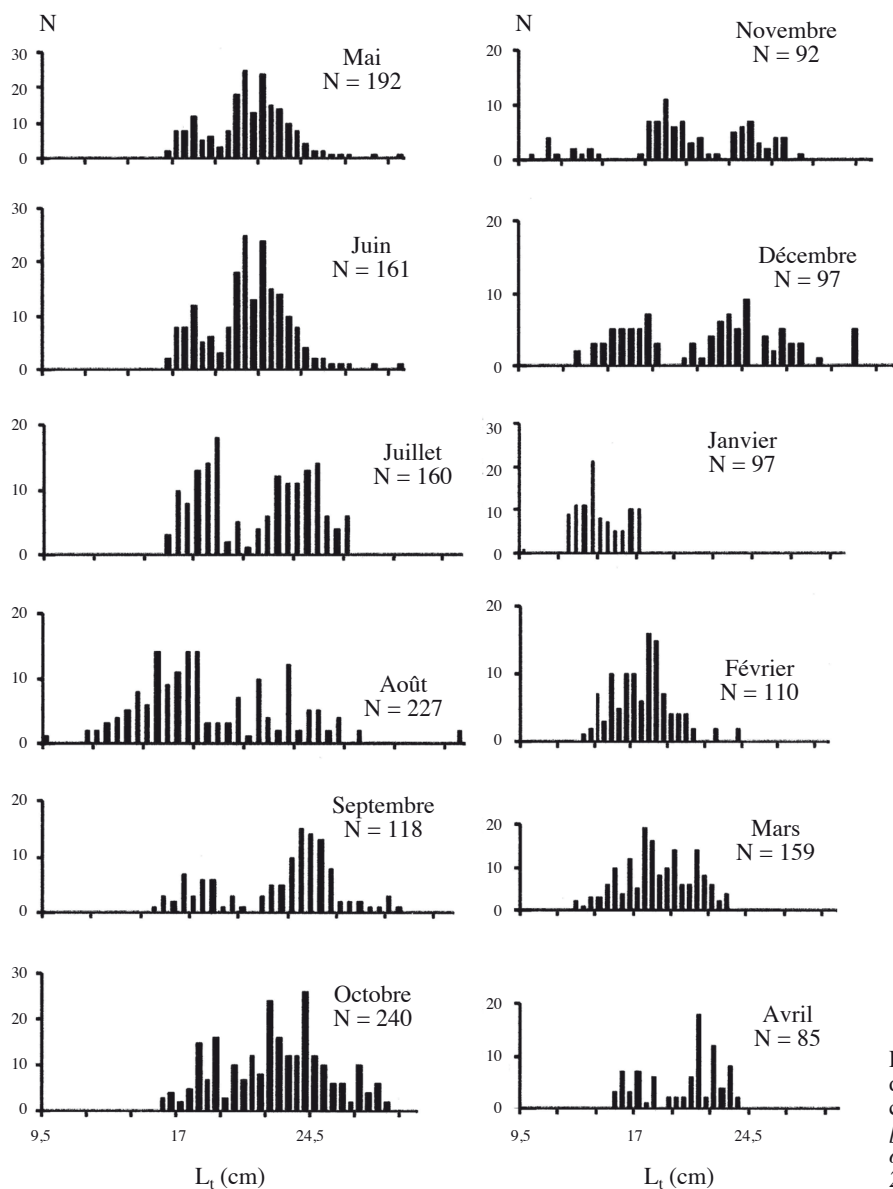 N
30
20
10
0
Mai
N = 192
30
20
10
0
Juin
N = 161
20
10
0
Juillet
N = 160
20
10
0
Août
N = 227
20
10
0
Septembre
N = 118
30
20
10
0
Octobre
N = 240
9,5 17 24,5
Lt (cm)
N
20
10
0
Novembre
N = 92
20
10
0
Décembre
N = 97
30
20
10
0
Janvier
N = 97
20
10
0
Février
N = 110
20
10
0
Mars
N = 159
20
10
0
Avril
N = 85
9,5 17 24,5
Lt (cm)